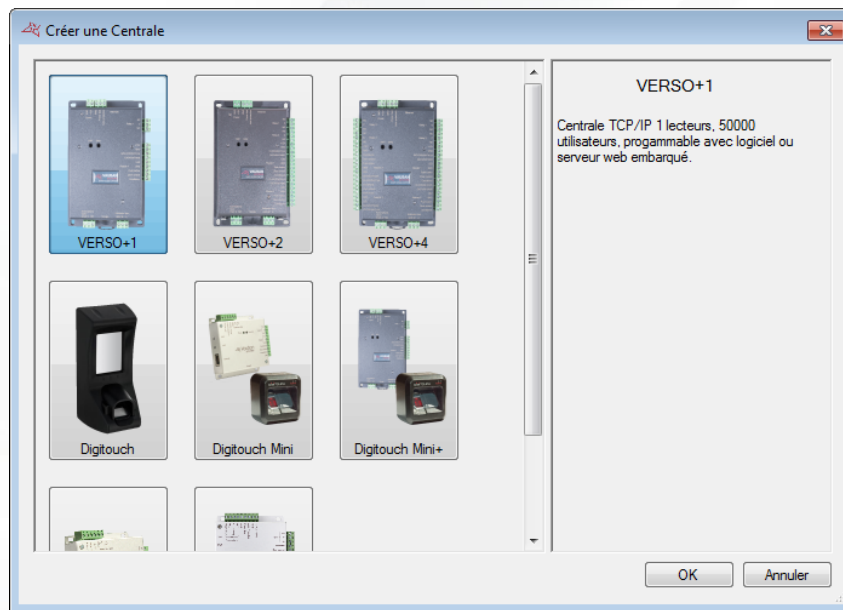 Créer une Centrale
VERSO+1
VERSO+2
VERSO+4
Digitouch
Digitouch Mini
Digitouch Mini+
VERSO+1
Centrale TCP/IP 1 lecteurs, 50000
utilisateurs, progammable avec logiciel ou
serveur web embarqué.
OK
Annuler